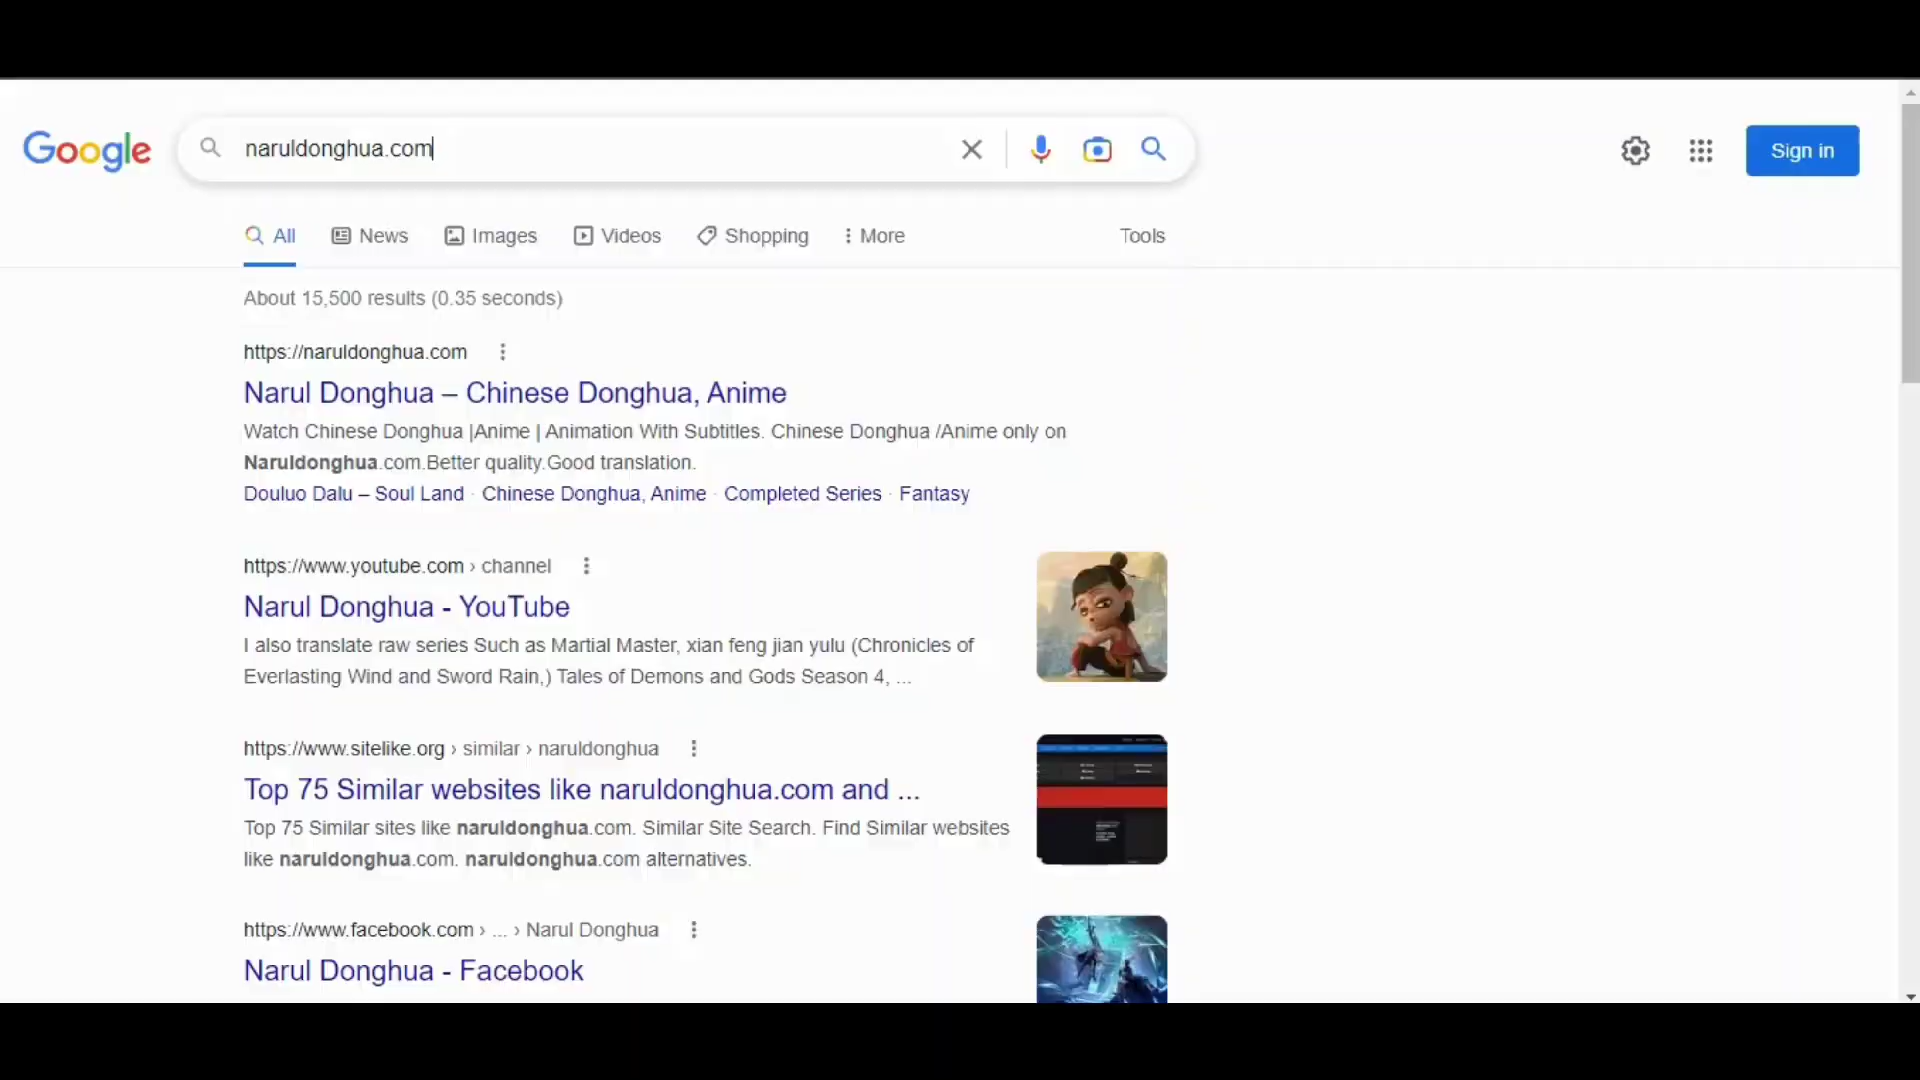 Google
naruldonghua.com
Sign in
All
News
Images
Videos
Shopping
More
Tools
About 15,500 results (0.35 seconds)
https://naruldonghua.com
Narul Donghua – Chinese Donghua, Anime
Watch Chinese Donghua |Anime | Animation With Subtitles. Chinese Donghua /Anime only on
Naruldonghua.com.Better quality.Good translation.
Douluo Dalu – Soul Land · Chinese Donghua, Anime · Completed Series · Fantasy
https://www.youtube.com › channel
Narul Donghua - YouTube
I also translate raw series Such as Martial Master, xian feng jian yulu (Chronicles of
Everlasting Wind and Sword Rain,) Tales of Demons and Gods Season 4, ...
https://www.sitelike.org › similar › naruldonghua
Top 75 Similar websites like naruldonghua.com and ...
Top 75 Similar sites like naruldonghua.com. Similar Site Search. Find Similar websites
like naruldonghua.com. naruldonghua.com alternatives.
https://www.facebook.com › ... › Narul Donghua
Narul Donghua - Facebook